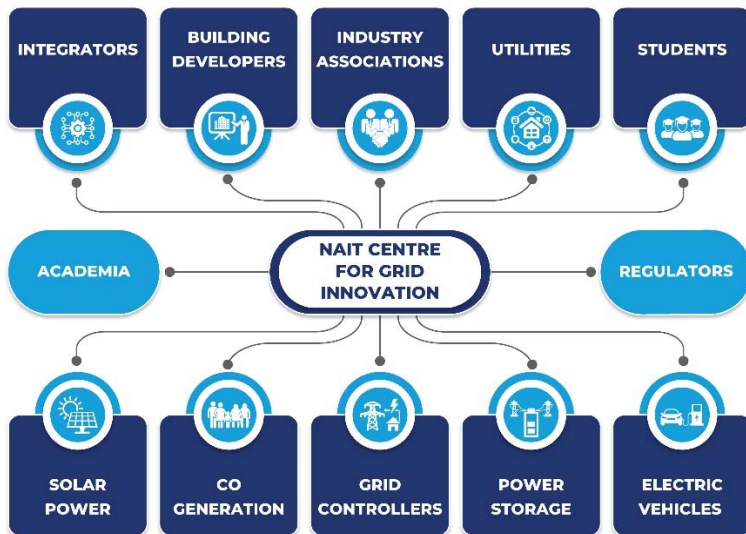 INTEGRATORS
BUILDING
DEVELOPERS
INDUSTRY
ASSOCIATIONS
UTILITIES
STUDENTS
ACADEMIA
NAIT CENTRE
FOR GRID
INNOVATION
REGULATORS
SOLAR
POWER
CO
GENERATION
GRID
CONTROLLERS
POWER
STORAGE
ELECTRIC
VEHICLES